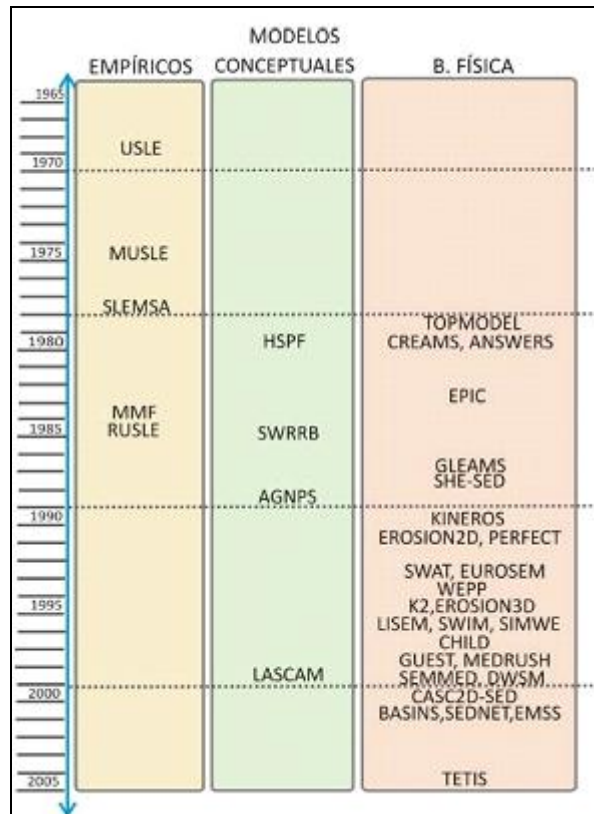 MODELOS
EMPÍRICOS CONCEPTUALES B. FÍSICA
1965
USLE
1970
1975 MUSLE
SLEMSA
TOPMODEL
1980 HSPF CREAMS, ANSWERS
EPIC
MMF
1985 RUSLE SWRRB
GLEAMS
SHE-SED
AGNPS
1990 KINEROS
EROSION2D, PERFECT
SWAT, EUROSEM
WEPP
1995 K2,EROSION3D
LISEM, SWIM, SIMWE
CHILD
GUEST, MEDRUSH
LASCAM SEMMED, DWSM
2000 CASC2D-SED
BASINS,SEDNET,EMSS
2005 TETIS